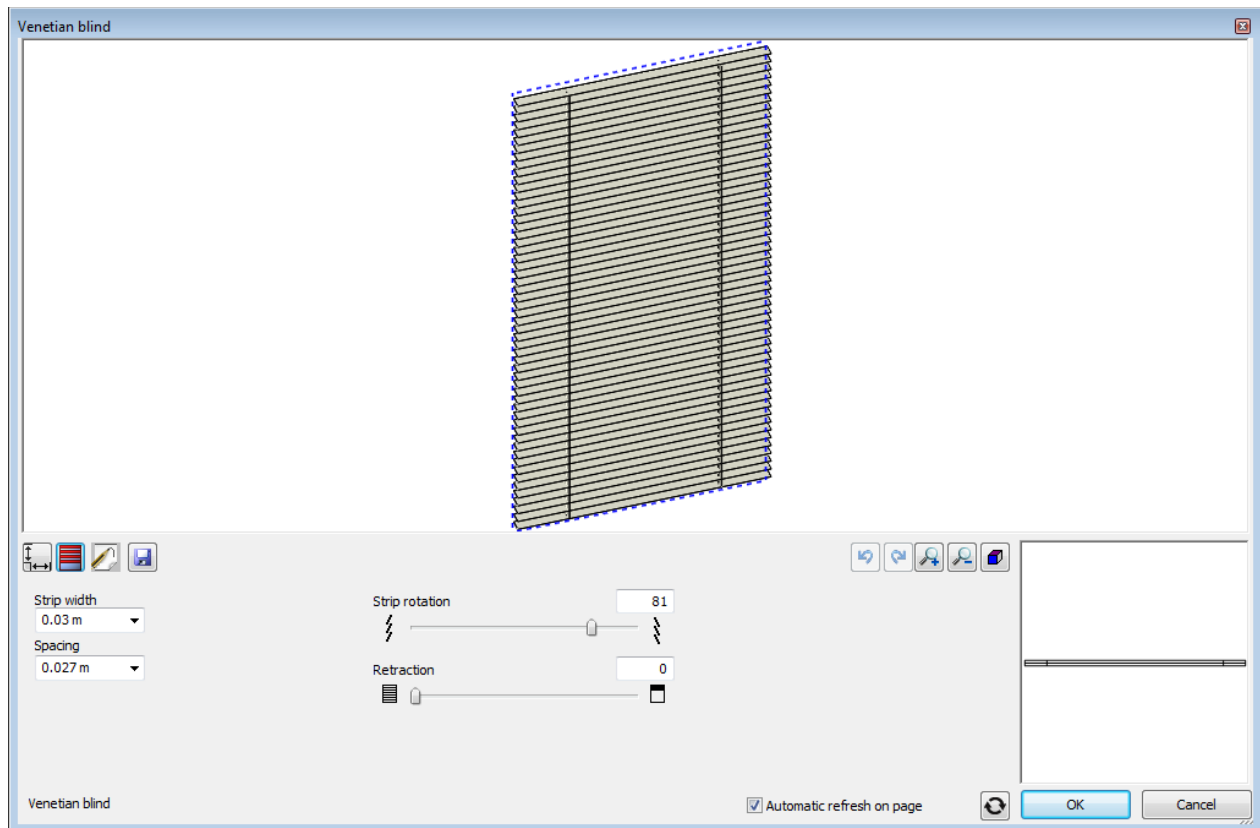 Venetian blind
Strip width
0.03 m
Spacing
0.027 m
Strip rotation
81
Retraction
0
Venetian blind
Automatic refresh on page
OK
Cancel